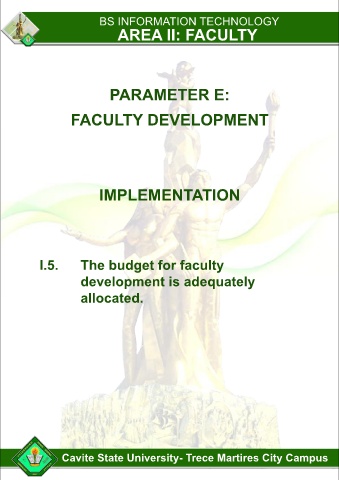 BS INFORMATION TECHNOLOGY
AREA II: FACULTY
PARAMETER E:
FACULTY DEVELOPMENT
IMPLEMENTATION
I.5. The budget for faculty
development is adequately
allocated.
Cavite State University- Trece Martires City Campus